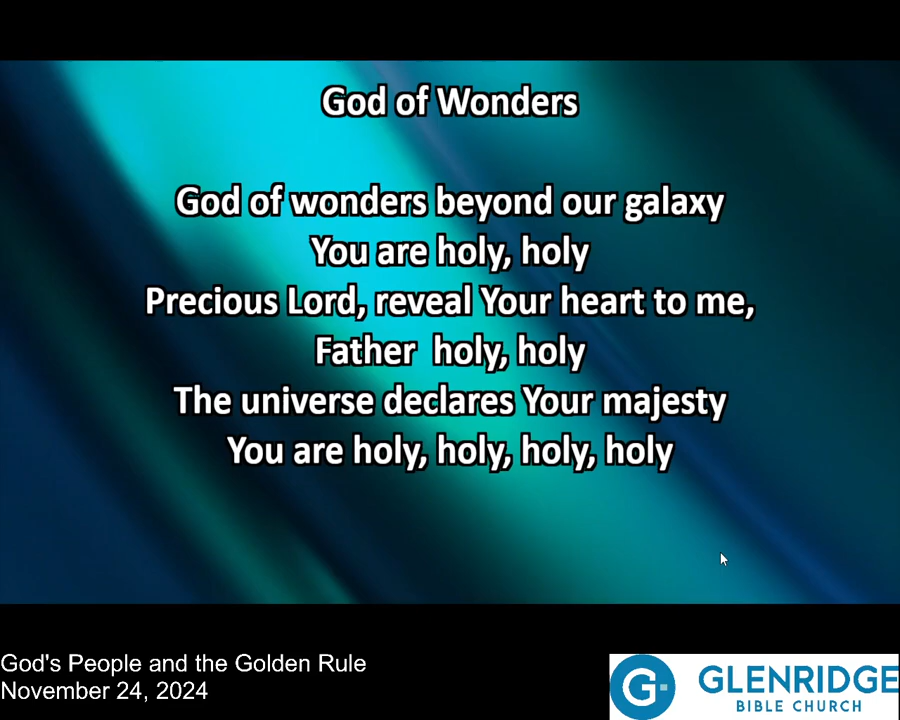 God of Wonders
God of wonders beyond our galaxy
You are holy, holy
Precious Lord, reveal Your heart to me,
Father  holy, holy
The universe declares Your majesty
You are holy, holy, holy, holy
God's People and the Golden Rule
November 24, 2024
G
GLENRIDGE
BIBLE CHURCH